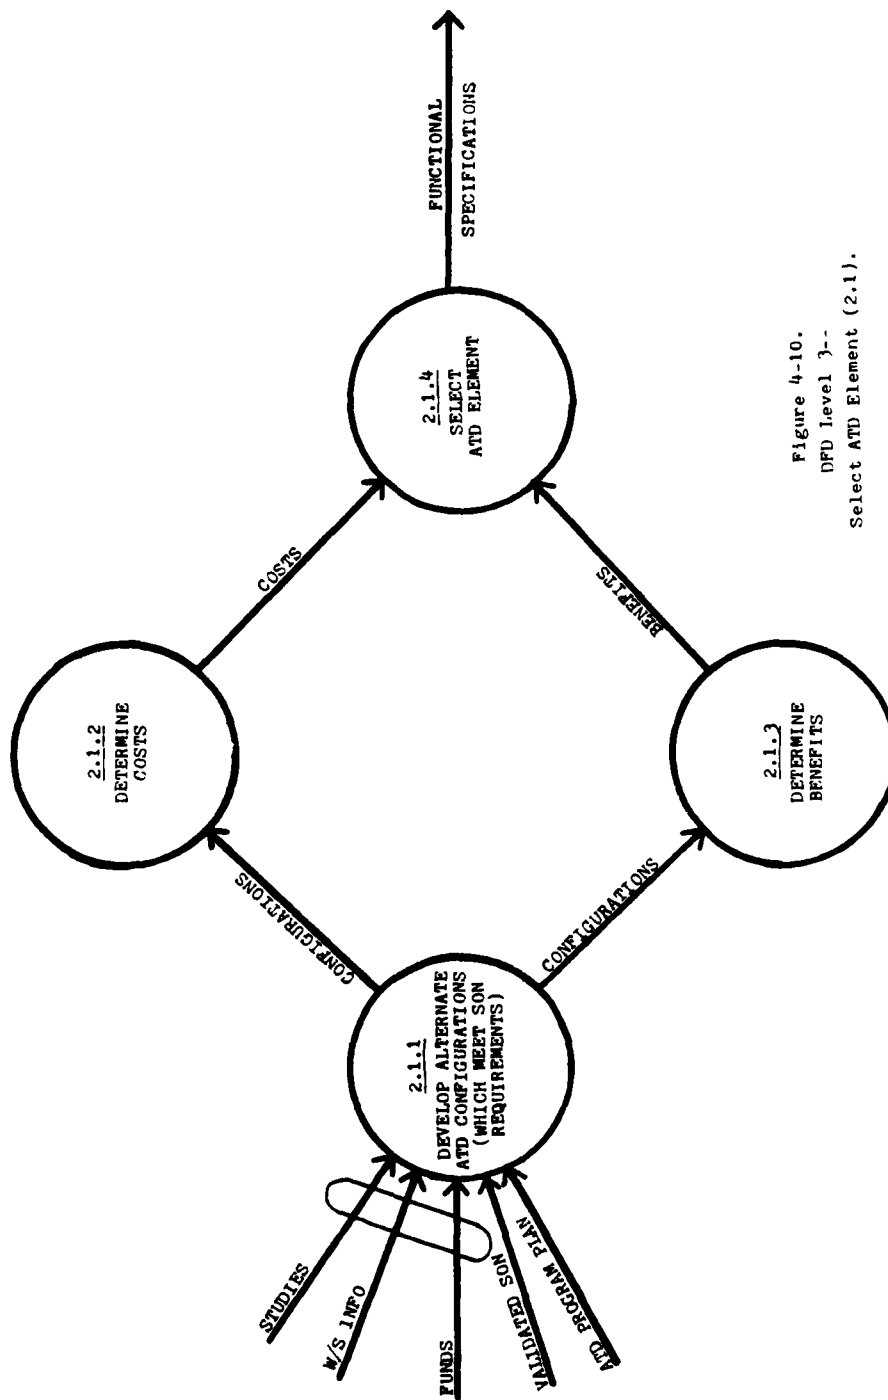 STUDIES
W/S INFO
FUNDS
VALIDATED SON
ATD PROGRAM PLAN
2.1.1
DEVELOP ALTERNATE
ATD CONFIGURATIONS
(WHICH MEET SON
REQUIREMENTS)
CONFIGURATIONS
CONFIGURATIONS
2.1.2
DETERMINE
COSTS
2.1.3
DETERMINE
BENEFITS
COSTS
BENEFITS
2.1.4
SELECT
ATD ELEMENT
FUNCTIONAL
SPECIFICATIONS
Figure 4-10.
DFD Level 3--
Select ATD Element (2.1).